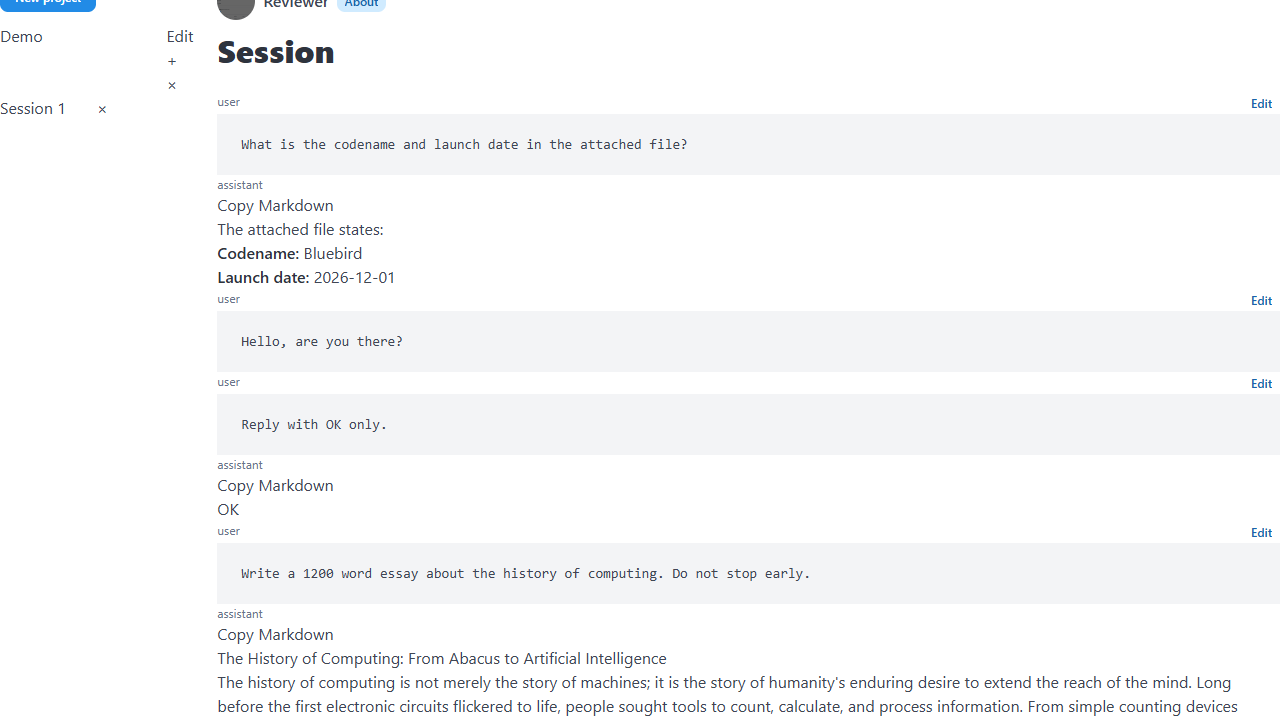 New project
Reviewer About
Demo Edit
+
×
Session 1 ×
Session
user Edit
What is the codename and launch date in the attached file?
assistant
Copy Markdown
The attached file states:
Codename: Bluebird
Launch date: 2026-12-01
user Edit
Hello, are you there?
user Edit
Reply with OK only.
assistant
Copy Markdown
OK
user Edit
Write a 1200 word essay about the history of computing. Do not stop early.
assistant
Copy Markdown
The History of Computing: From Abacus to Artificial Intelligence
The history of computing is not merely the story of machines; it is the story of humanity's enduring desire to extend the reach of the mind. Long
before the first electronic circuits flickered to life, people sought tools to count, calculate, and process information. From simple counting devices